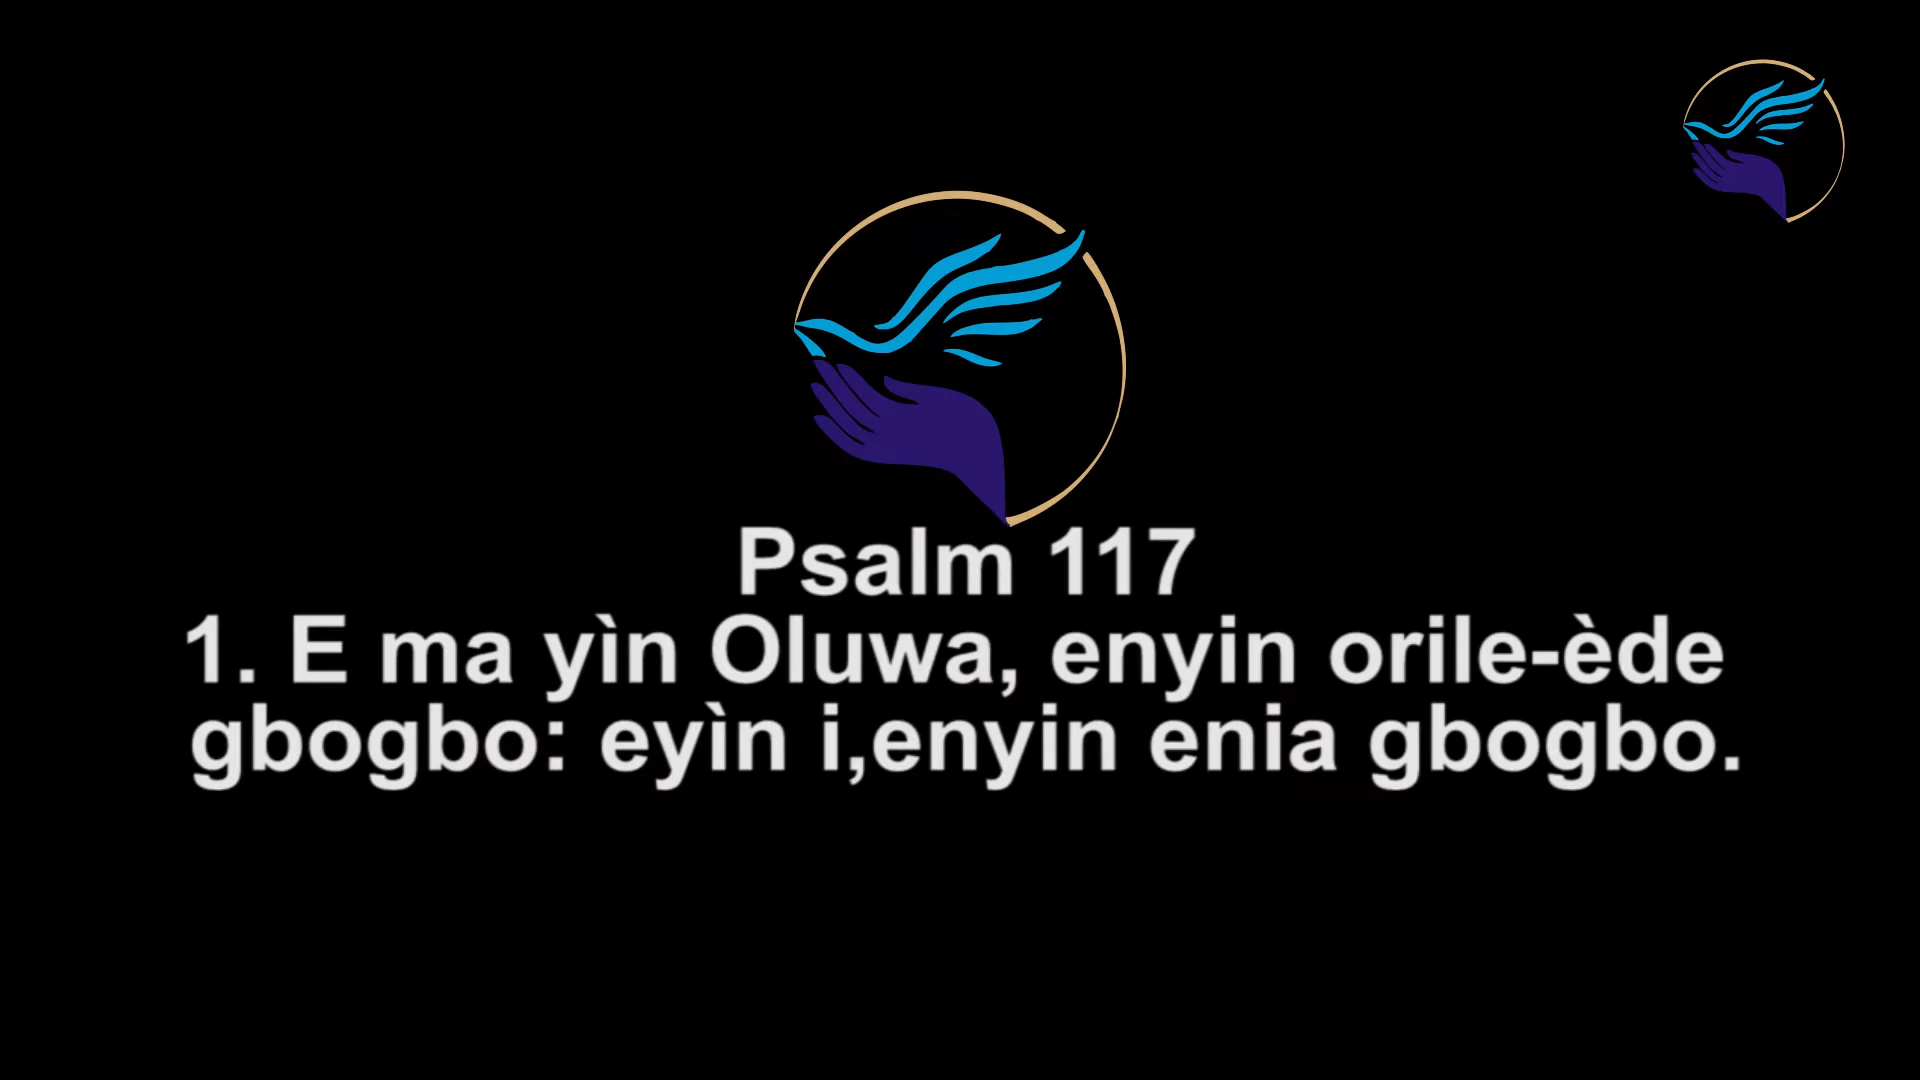 Psalm 117
1. E ma yìn Oluwa, enyin orile-ède
gbogbo: eyìn i,enyin enia gbogbo.